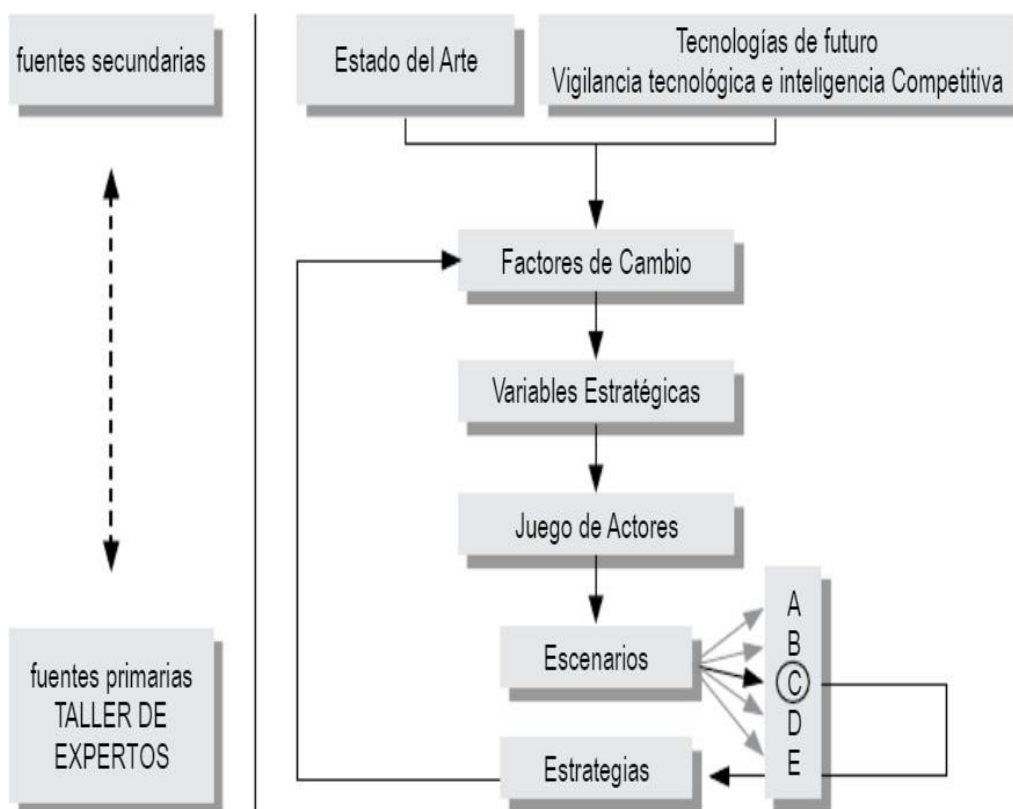 fuentes secundarias
Estado del Arte
Tecnologías de futuro
Vigilancia tecnológica e inteligencia Competitiva
Factores de Cambio
Variables Estratégicas
Juego de Actores
Escenarios
A
B
C
D
E
Estrategias
fuentes primarias
TALLER DE
EXPERTOS